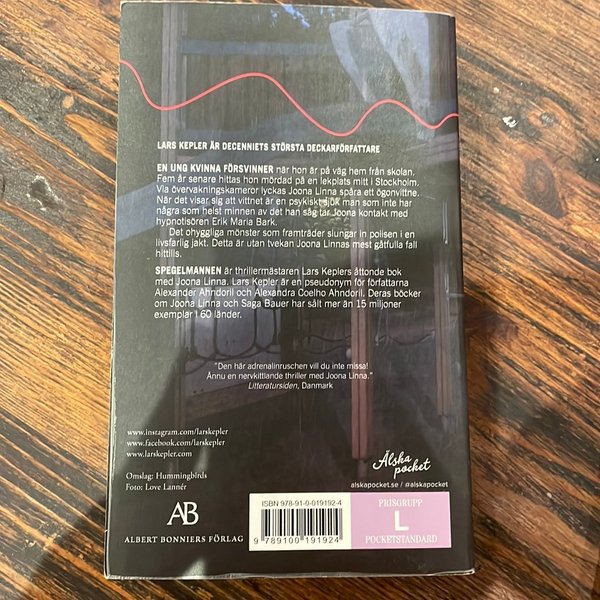 LARS KEPLER ÄR DECENNIETS STÖRSTA DECKARFÖRFATTARE
EN UNG KVINNA FÖRSVINNER när hon är på väg hem från skolan.
Fem år senare hittas hon mördad på en lekplats mitt i Stockholm.
Via övervakningskameror lyckas Joona Linna spåra ett ögonvittne.
När det visar sig att vittnet är en psykiskt sjuk man som inte har
några som helst minnen av det han såg tar Joona kontakt med
hypnotisören Erik Maria Bark.
Det ohyggliga mönster som framträder slungar in polisen i en
livsfarlig jakt. Detta är utan tvekan Joona Linnas mest gåtfulla fall
hittills.
SPEGELMANNEN är thrillermästaren Lars Keplers åttonde bok
med Joona Linna. Lars Kepler är en pseudonym för författarna
Alexander Ahndoril och Alexandra Coelho Ahndoril. Deras böcker
om Joona Linna och Saga Bauer har sålt mer än 15 miljoner
exemplar i 60 länder.
"Den här adrenalinruschen vill du inte missa!
Ännu en nervkittlande thriller med Joona Linna."
Litteratursiden, Danmark
www.instagram.com/larskepler
www.facebook.com/larskepler
www.larskepler.com
Omslag: Hummingbirds
Foto: Love Lannér
Älska
pocket
alskapocket.se / #alskapocket
AB
ALBERT BONNIERS FÖRLAG
ISBN 978-91-0-019192-4
9 789100 191924
PRISGRUPP
L
POCKETSTANDARD